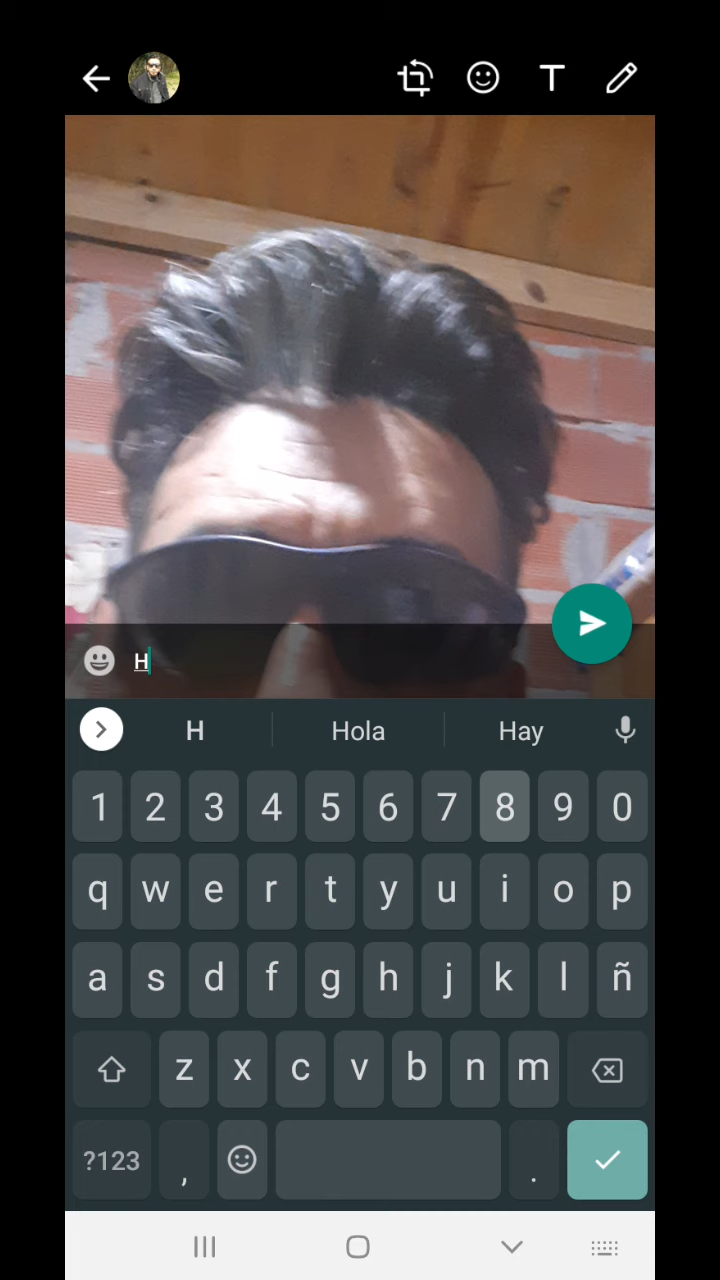 T
H
H Hola Hay
1 2 3 4 5 6 7 8 9 0
q w e r t y u i o p
a s d f g h j k l ñ
z x c v b n m
?123 , .